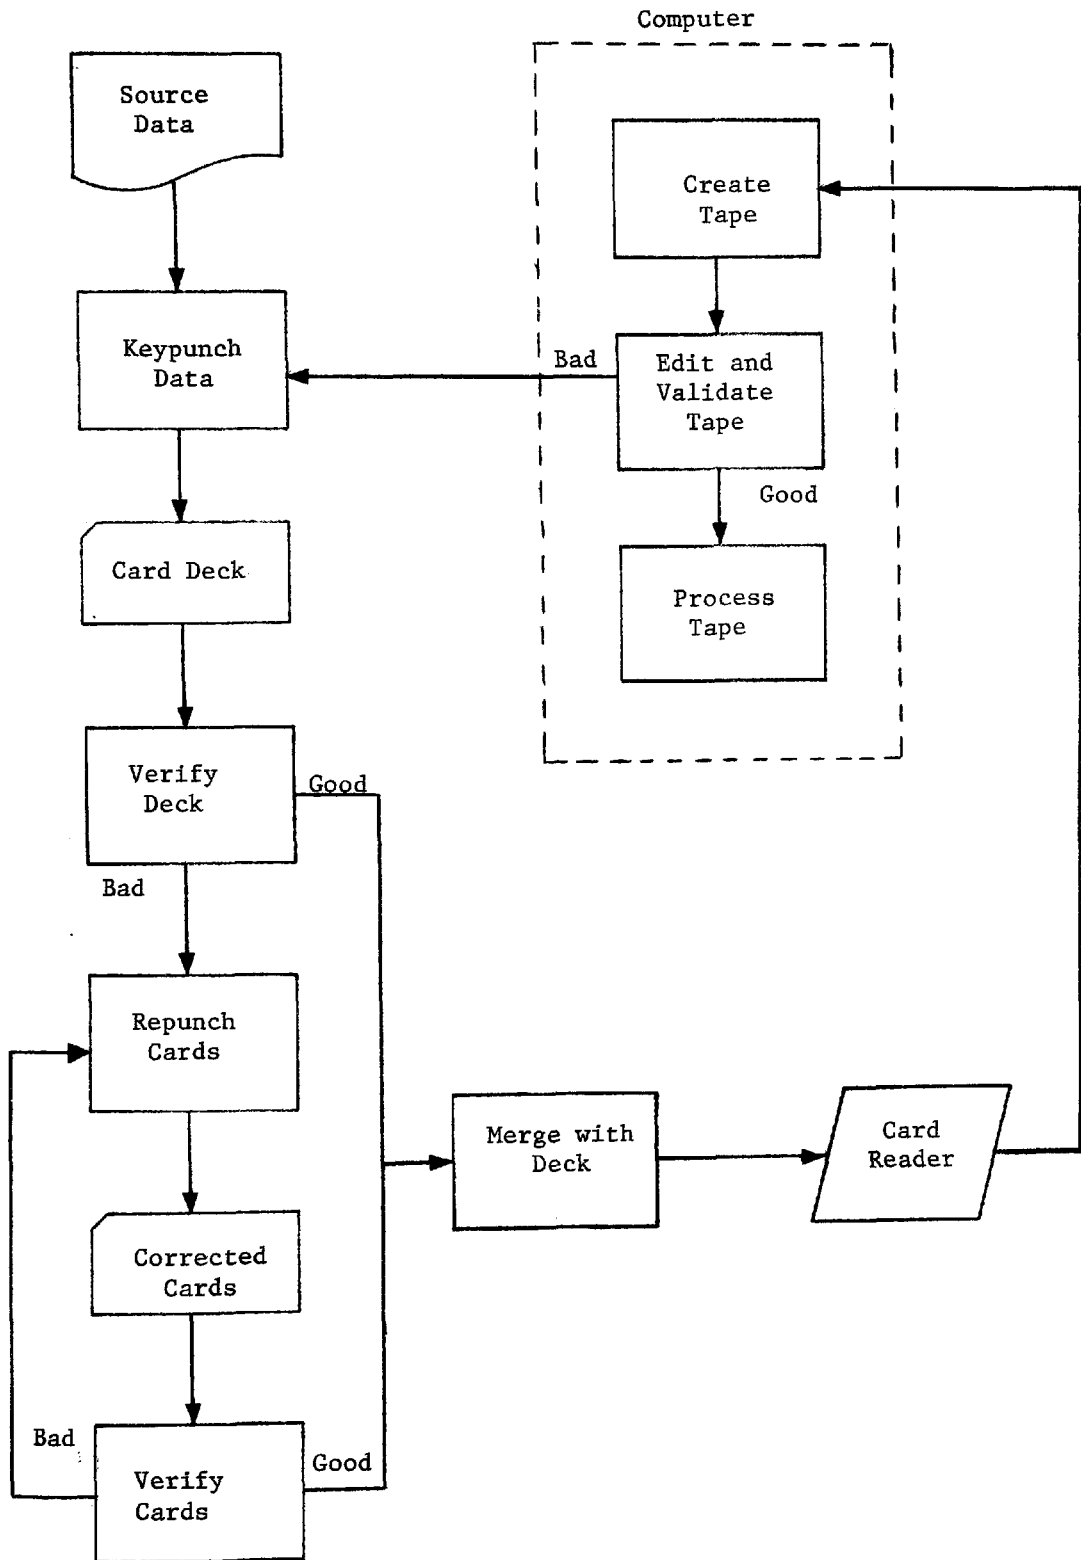 Computer
Source
Data
Create
Tape
Keypunch
Data
Bad
Edit and
Validate
Tape
Good
Card Deck
Process
Tape
Verify
Deck
Good
Bad
Repunch
Cards
Merge with
Deck
Card
Reader
Corrected
Cards
Bad
Good
Verify
Cards